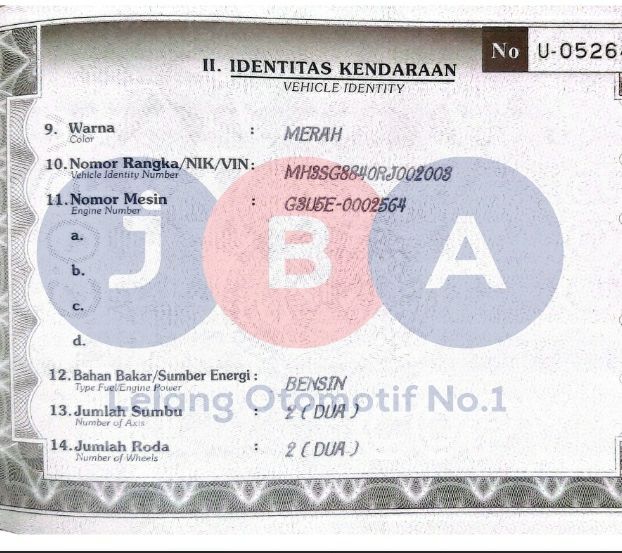 No U-0526
II. IDENTITAS KENDARAAN
VEHICLE IDENTITY
9. Warna : MERAH
Color
10. Nomor Rangka/NIK/VIN: MH3SG8840RJ002003
Vehicle Identity Number
11. Nomor Mesin : G3U5E-0002564
Engine Number
a.
b.
c.
d.
JBA
12. Bahan Bakar/Sumber Energi : BENSIN
Type Fuel/Engine Power
Lelang Otomotif No.1
13. Jumlah Sumbu : 2 ( DUA )
Number of Axis
14. Jumlah Roda : 2 ( DUA )
Number of Wheels